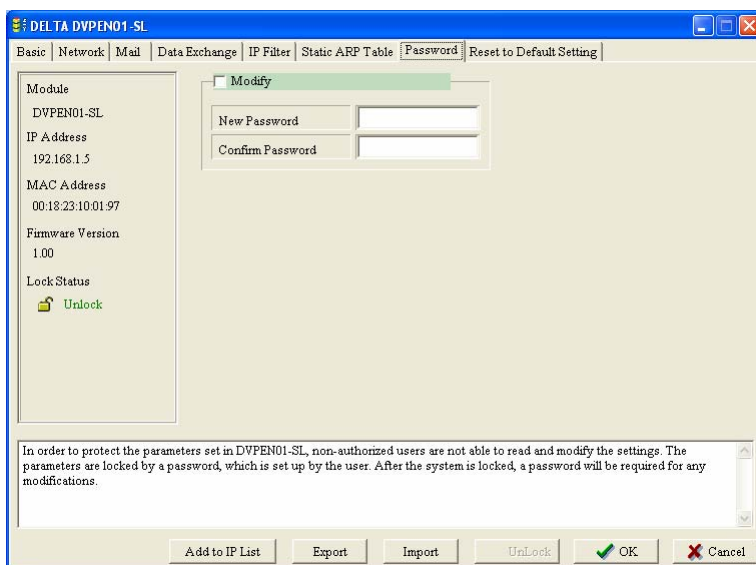 DELTA DVPEN01-SL
Basic Network Mail Data Exchange IP Filter Static ARP Table Password Reset to Default Setting
Module
DVPEN01-SL
IP Address
192.168.1.5
MAC Address
00:18:23:10:01:97
Firmware Version
1.00
Lock Status
Unlock
Modify
New Password
Confirm Password
In order to protect the parameters set in DVPEN01-SL, non-authorized users are not able to read and modify the settings. The
parameters are locked by a password, which is set up by the user. After the system is locked, a password will be required for any
modifications.
Add to IP List Export Import UnLock OK Cancel